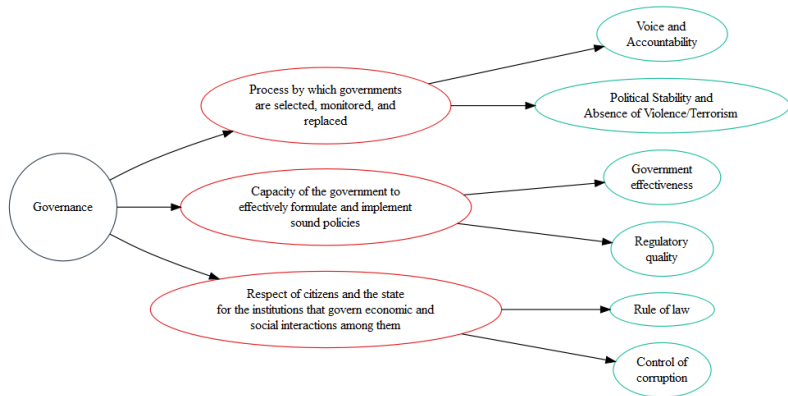 Governance
Process by which governments
are selected, monitored, and
replaced
Voice and
Accountability
Political Stability and
Absence of Violence/Terrorism
Capacity of the government to
effectively formulate and implement
sound policies
Government
effectiveness
Regulatory
quality
Respect of citizens and the state
for the institutions that govern economic and
social interactions among them
Rule of law
Control of
corruption